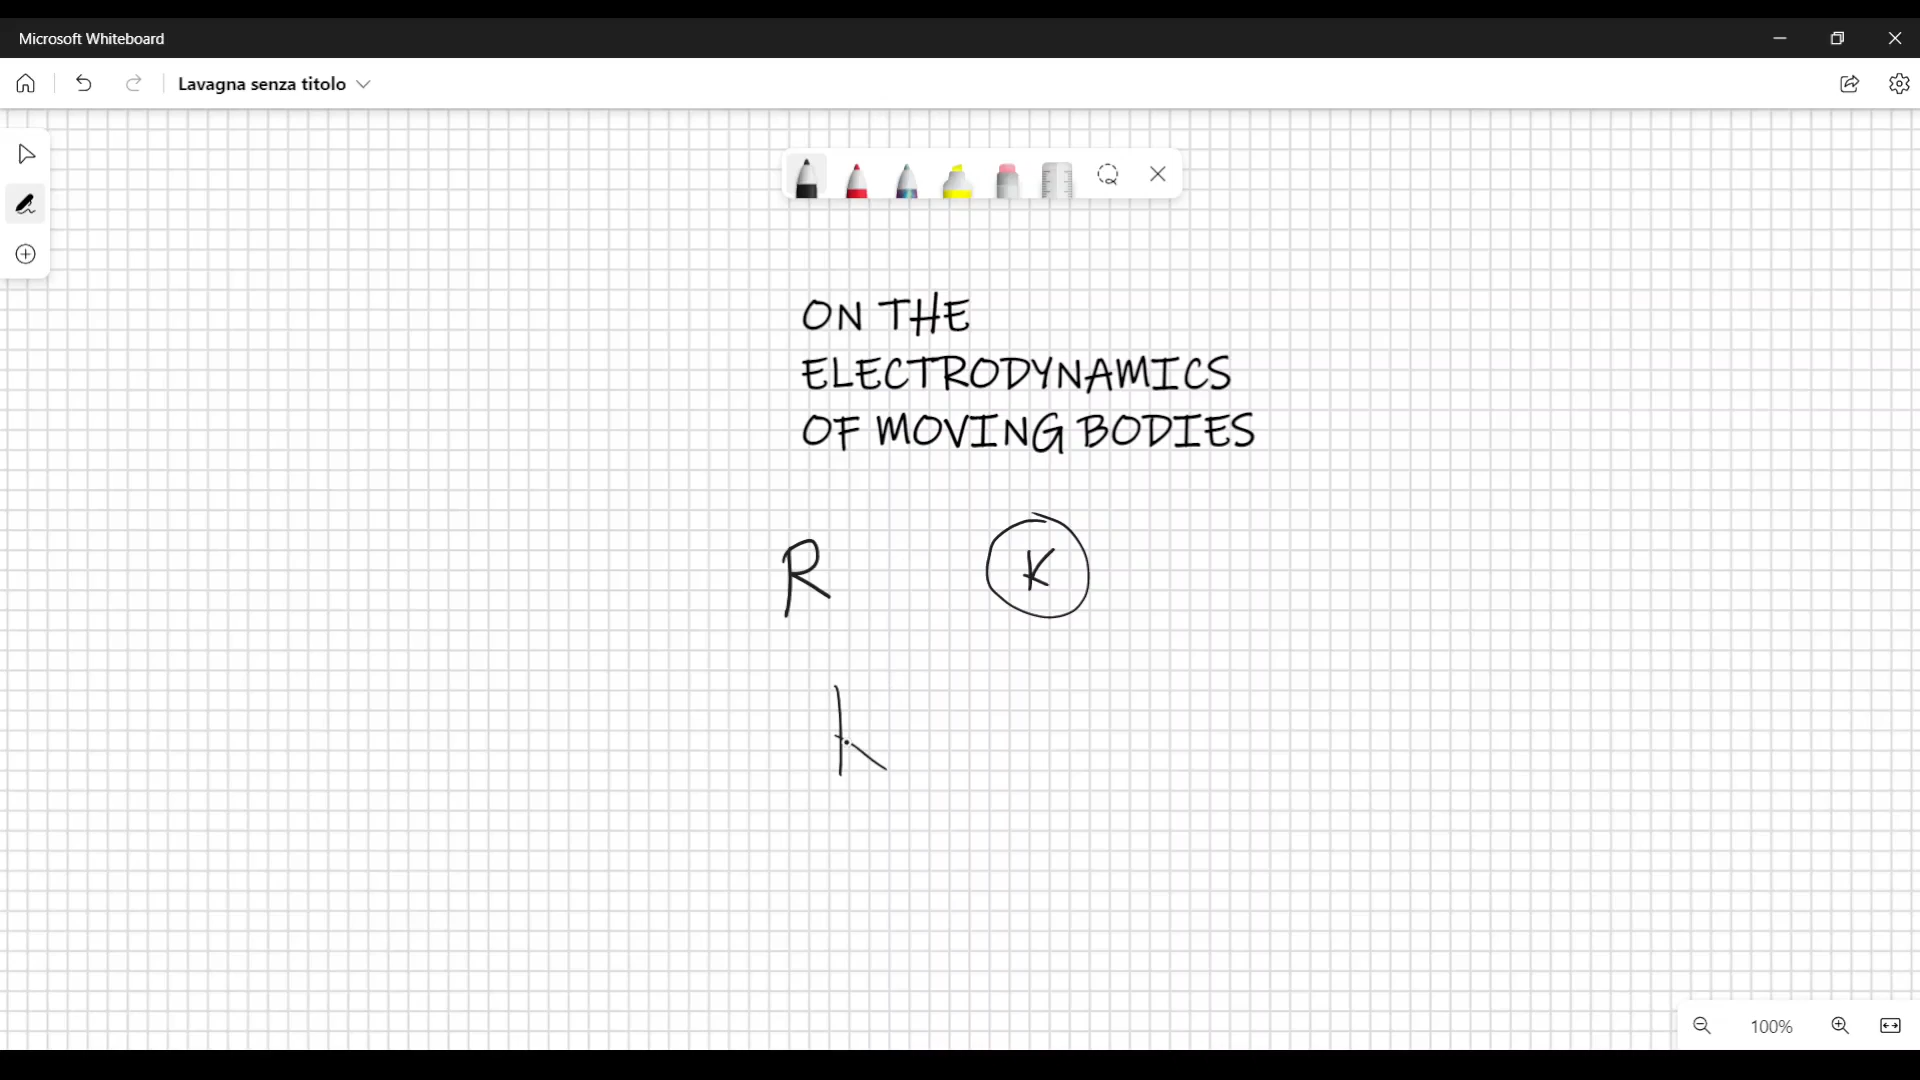 Microsoft Whiteboard
Lavagna senza titolo
ON THE
ELECTRODYNAMICS
OF MOVING BODIES
R K
100%